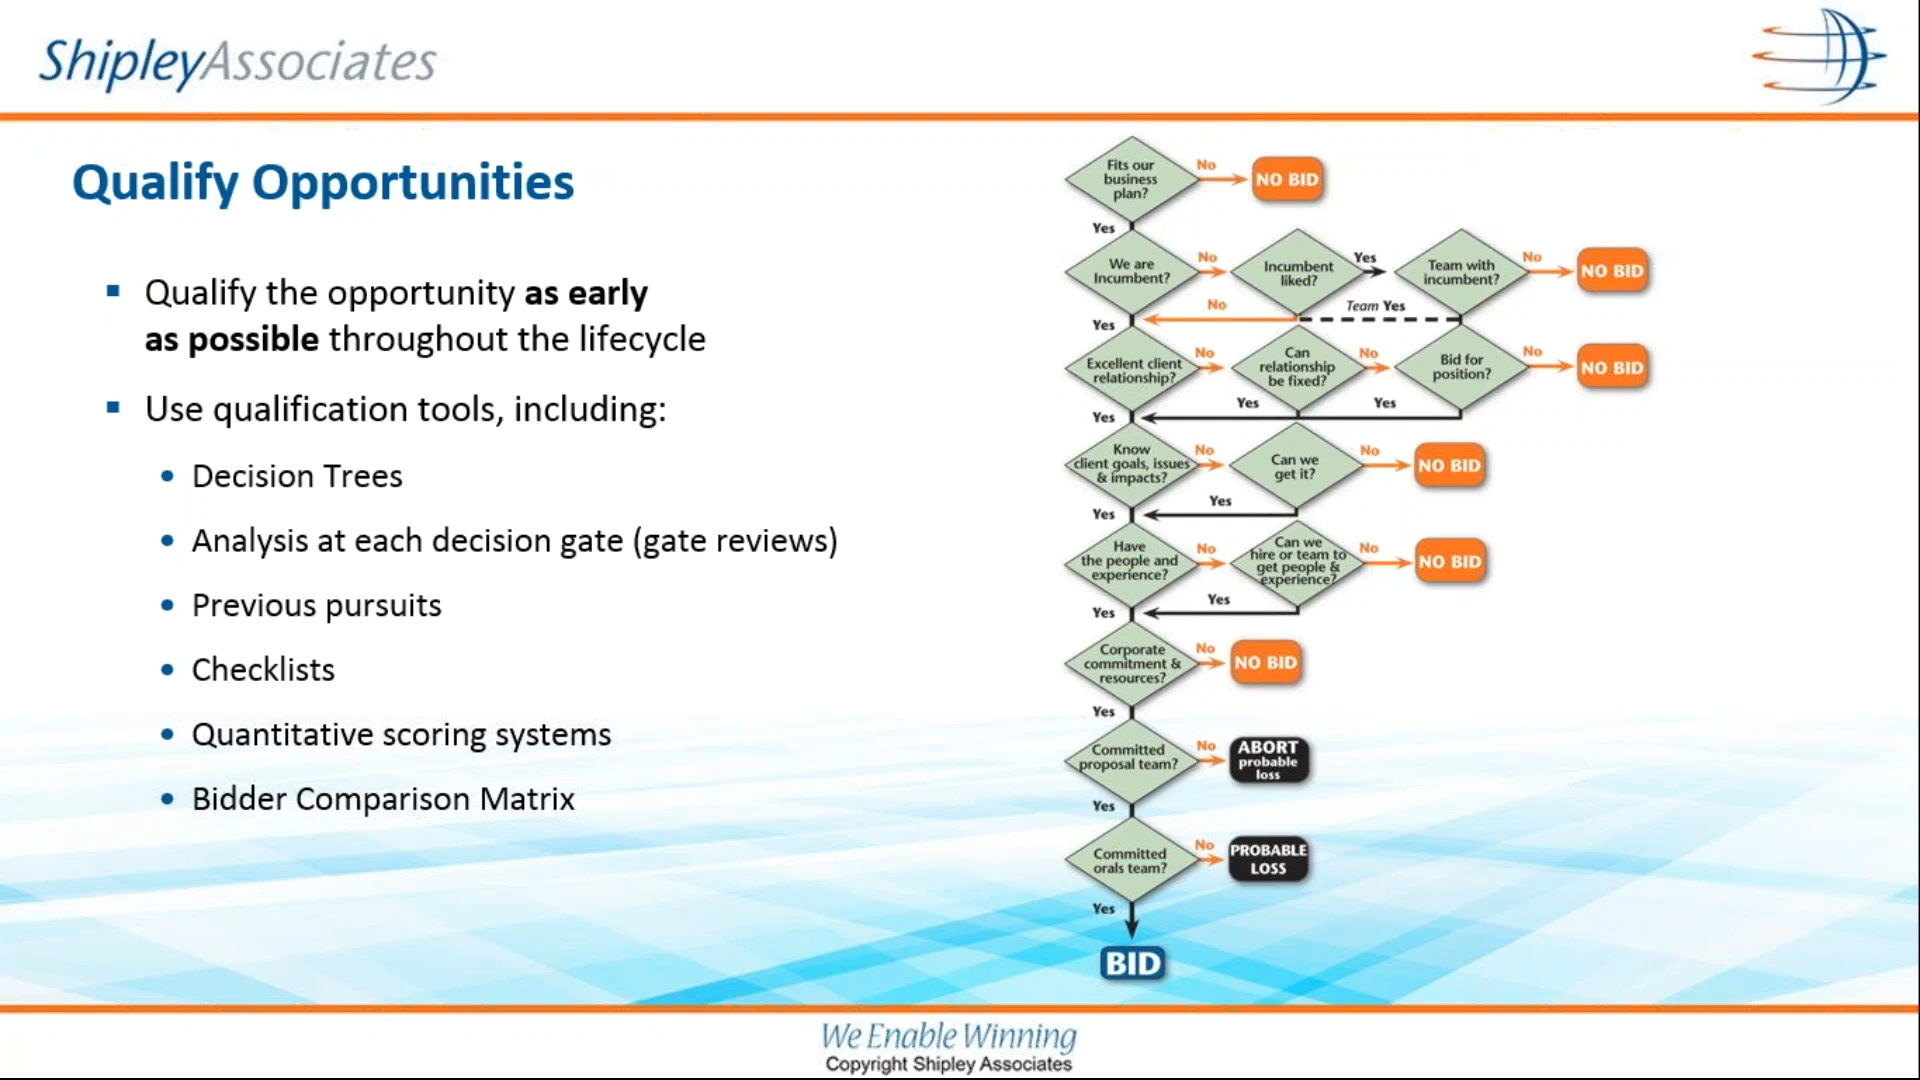 ShipleyAssociates
Qualify Opportunities
▪ Qualify the opportunity as early
as possible throughout the lifecycle
▪ Use qualification tools, including:
• Decision Trees
• Analysis at each decision gate (gate reviews)
• Previous pursuits
• Checklists
• Quantitative scoring systems
• Bidder Comparison Matrix
Fits our
business
plan?
No
NO BID
Yes
We are
Incumbent?
No
Incumbent
liked?
Yes
Team with
incumbent?
No
NO BID
No
Team Yes
Yes
Excellent client
relationship?
No
Can
relationship
be fixed?
No
Bid for
position?
No
NO BID
Yes
Yes
Yes
Know
client goals, issues
& impacts?
No
Can we
get it?
No
NO BID
Yes
Yes
Have
the people and
experience?
No
Can we
hire or team to
get people &
experience?
No
NO BID
Yes
Yes
Corporate
commitment &
resources?
No
NO BID
Yes
Committed
proposal team?
No
ABORT
probable
loss
Yes
Committed
orals team?
No
PROBABLE
LOSS
Yes
BID
We Enable Winning
Copyright Shipley Associates